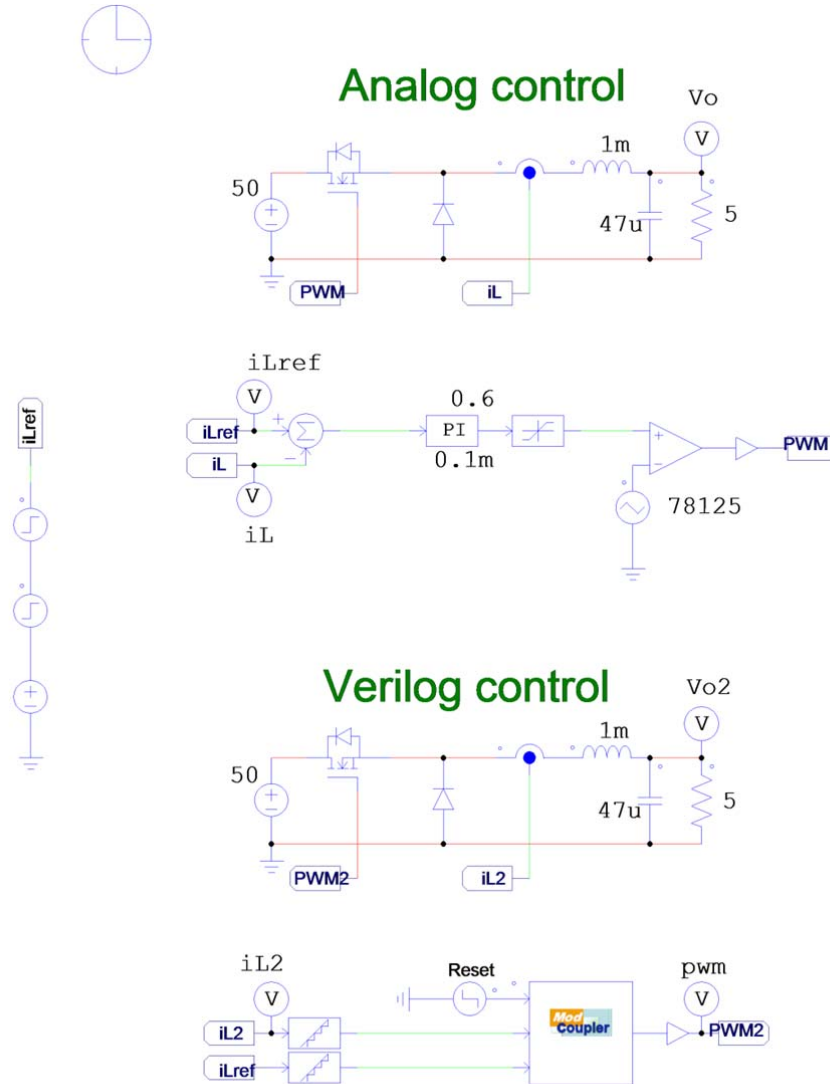 Analog control
Vo
V
1m
50
47u
5
PWM
iL
iLref
V
0.6
iLref
iLref
PI
PWM
iL
0.1m
V
78125
iL
Verilog control
Vo2
V
1m
50
47u
5
PWM2
iL2
iL2
Reset
pwm
V
V
Mod
Coupler
iL2
PWM2
iLref